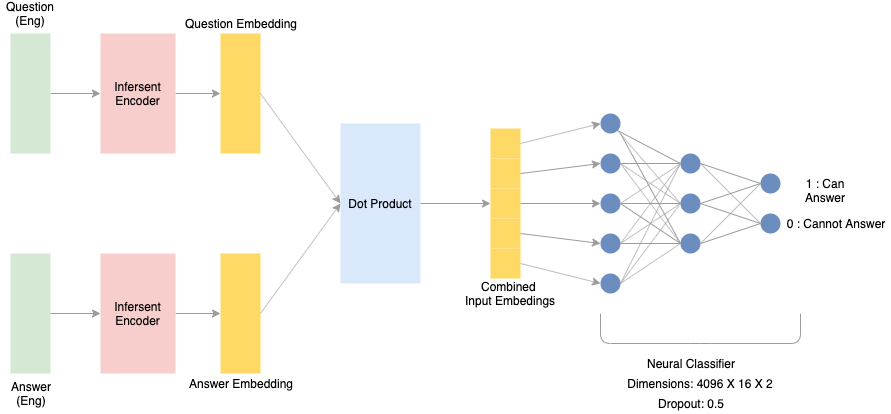 Question
(Eng)
Question Embedding
Infersent
Encoder
Dot Product
1 : Can
Answer
0 : Cannot Answer
Combined
Input Embedings
Infersent
Encoder
Answer
(Eng)
Answer Embedding
Neural Classifier
Dimensions: 4096 X 16 X 2
Dropout: 0.5